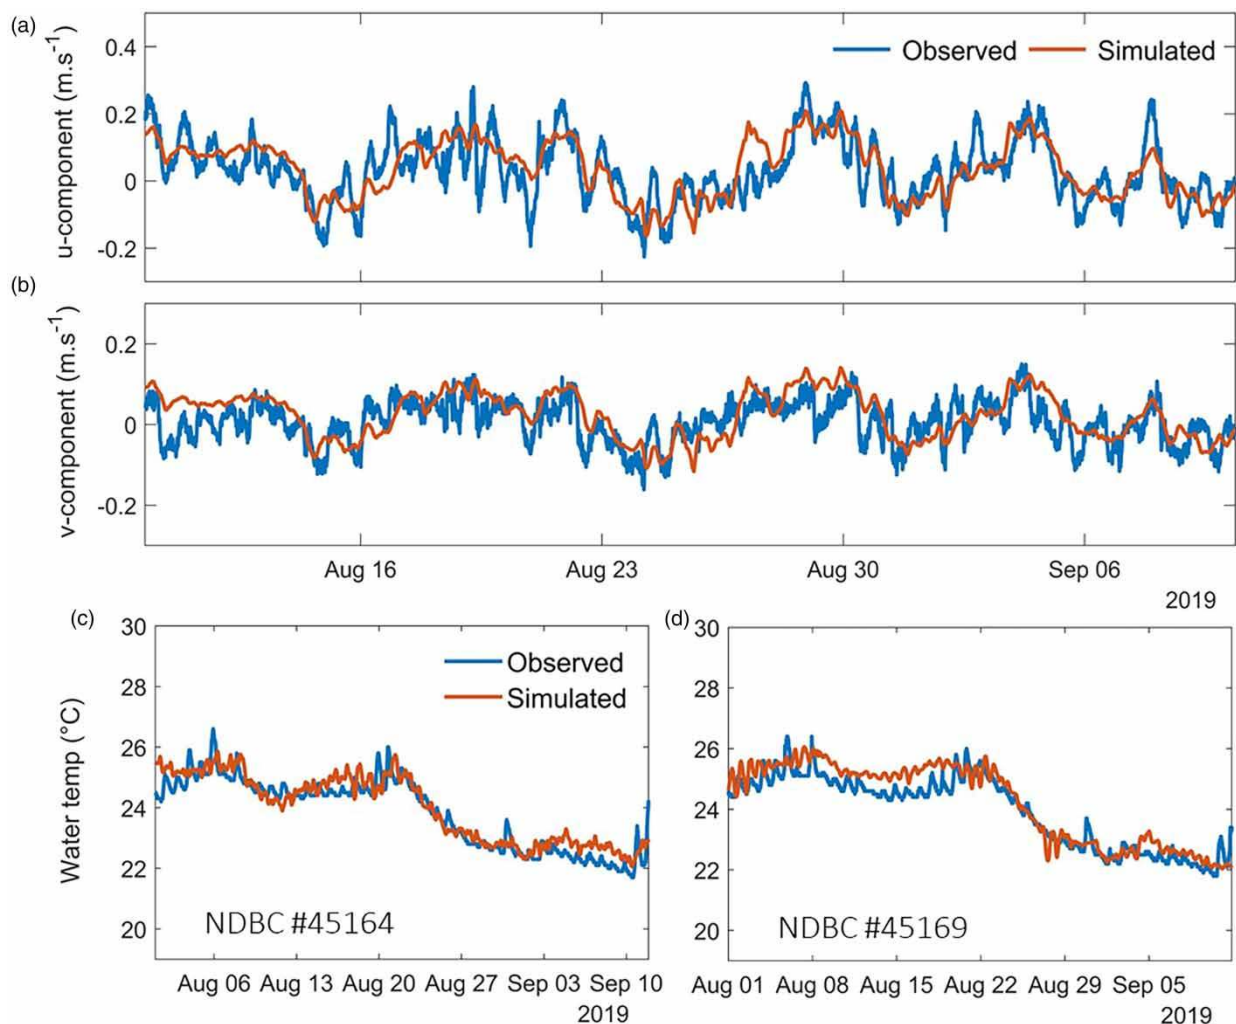 (a)
u-component (m.s⁻¹)
0.4
0.2
0
-0.2
Observed Simulated
(b)
v-component (m.s⁻¹)
0.2
0
-0.2
Aug 16 Aug 23 Aug 30 Sep 06
2019
(c)
Water temp (°C)
30
28
26
24
22
20
Observed
Simulated
NDBC #45164
Aug 06 Aug 13 Aug 20 Aug 27 Sep 03 Sep 10
2019
(d)
30
28
26
24
22
20
NDBC #45169
Aug 01 Aug 08 Aug 15 Aug 22 Aug 29 Sep 05
2019